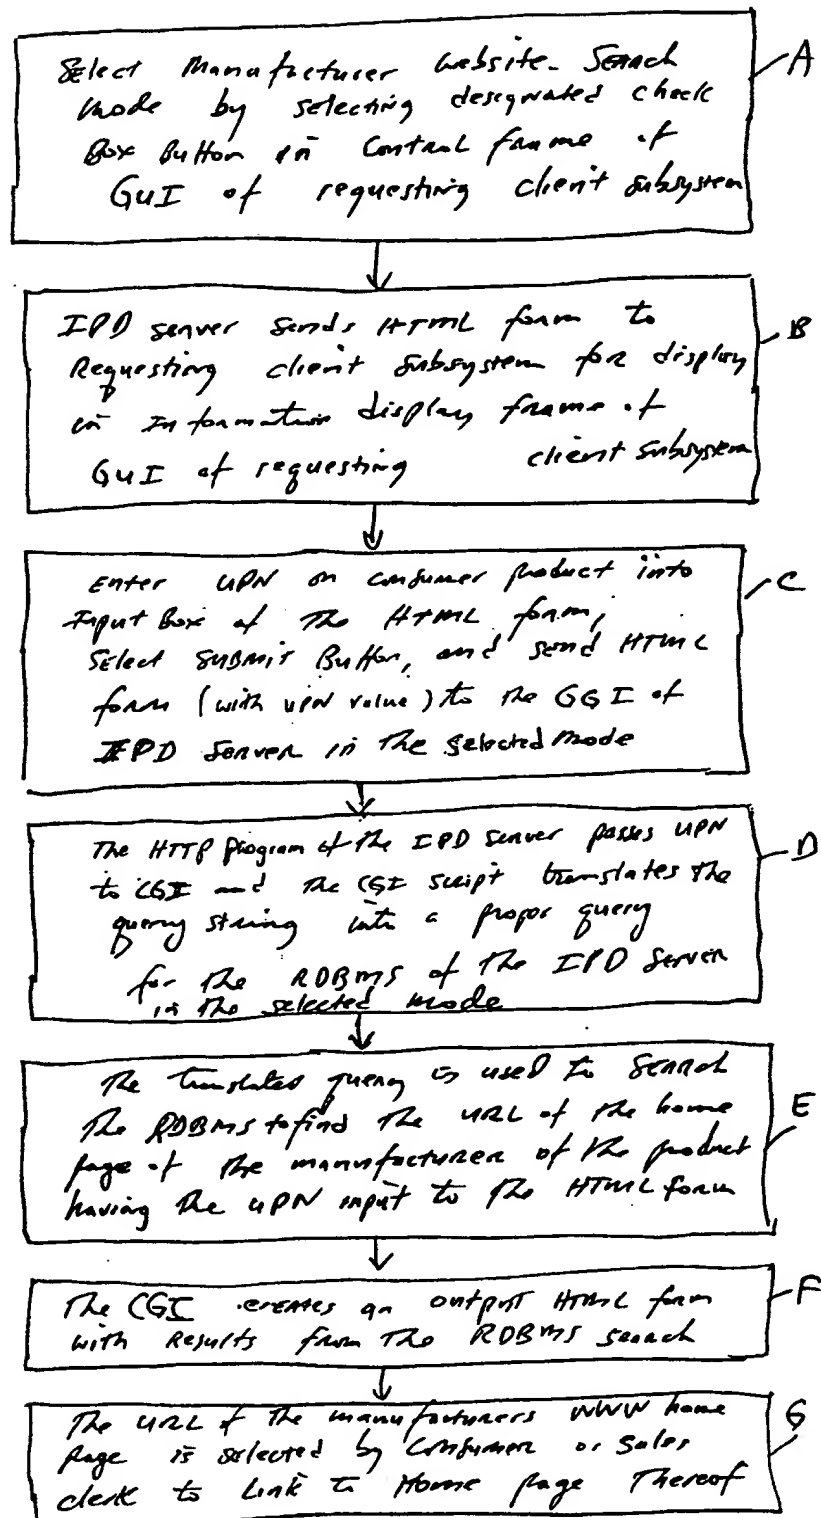 Select Manufacturer website-Search
Mode by selecting designated check
Box Button in Control frame of
GUI of requesting client subsystem
A
IPD server sends HTML form to
Requesting client subsystem for display
in Information display frame of
GUI of requesting client subsystem
B
Enter UPN on consumer product into
Input Box of the HTML form,
Select SUBMIT Button, and send HTML
form (with UPN value) to the GGI of
IPD Server in the selected mode
C
The HTTP program of the IPD Server passes UPN
to CGI and the CGI script translates the
query string into a propor query
for the RDBMS of the IPD Server
in the selected mode
D
The translated query is used to Search
The RDBMS to find the URL of the home
page of the manufacturer of the product
having the UPN input to the HTML form
E
The CGI creates an output HTML form
with Results from the RDBMS search
F
The URL of the manufacturers WWW home
page is selected by Consumer or Sales
clerk to Link to Home page Thereof
G